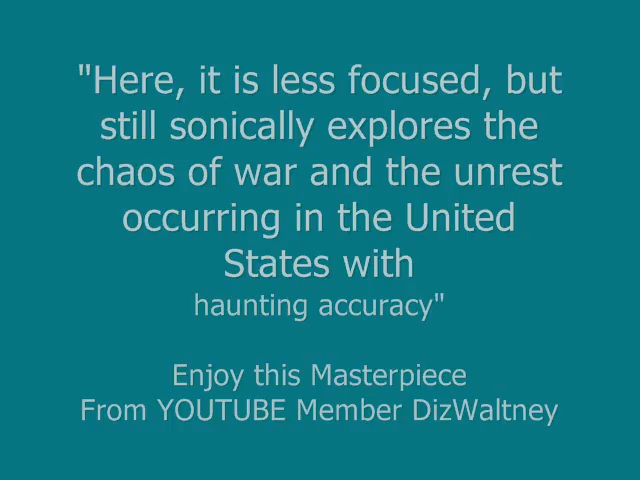 "Here, it is less focused, but
still sonically explores the
chaos of war and the unrest
occurring in the United
States with
haunting accuracy"
Enjoy this Masterpiece
From YOUTUBE Member DizWaltney